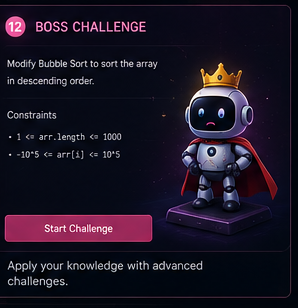 12 BOSS CHALLENGE
Modify Bubble Sort to sort the array
in descending order.
Constraints
• 1 <= arr.length <= 1000
• -10^5 <= arr[i] <= 10^5
Start Challenge
Apply your knowledge with advanced
challenges.